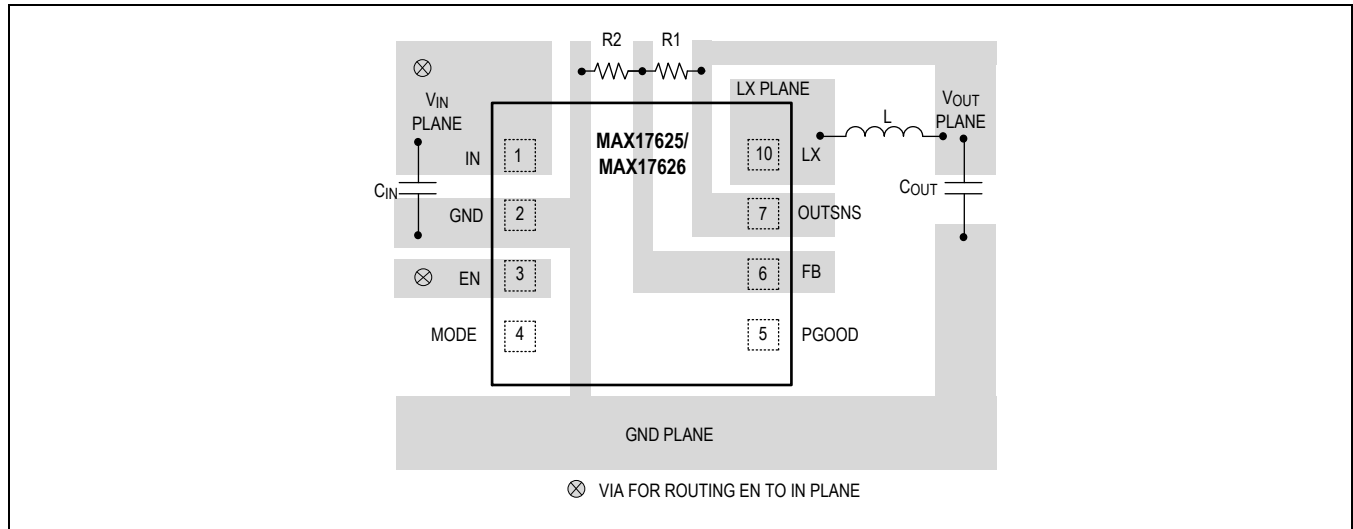 R2 R1
LX PLANE
VIN
PLANE
L
VOUT
PLANE
MAX17625/
MAX17626
IN 1
10 LX
CIN
COUT
GND 2
7 OUTSNS
EN 3
6 FB
MODE 4
5 PGOOD
GND PLANE
VIA FOR ROUTING EN TO IN PLANE